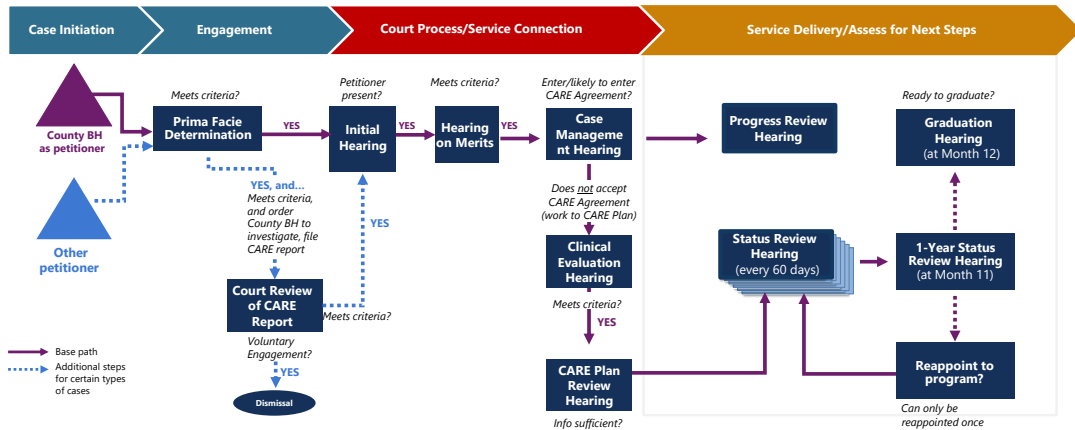 Case Initiation
Engagement
Court Process/Service Connection
Service Delivery/Assess for Next Steps
County BH
as petitioner
Other
petitioner
Meets criteria?
Prima Facie
Determination
YES
YES, and...
Meets criteria,
and order
County BH to
investigate, file
CARE report
Court Review
of CARE
Report
Meets criteria?
YES
Voluntary
Engagement?
YES
Dismissal
Petitioner
present?
Initial
Hearing
YES
Meets criteria?
Hearing
on Merits
YES
Enter/likely to enter
CARE Agreement?
Case
Manageme
nt Hearing
Does not accept
CARE Agreement
(work to CARE Plan)
Clinical
Evaluation
Hearing
Meets criteria?
YES
CARE Plan
Review
Hearing
Info sufficient?
Progress Review
Hearing
Status Review
Hearing
(every 60 days)
Ready to graduate?
Graduation
Hearing
(at Month 12)
1-Year Status
Review Hearing
(at Month 11)
Reappoint to
program?
Can only be
reappointed once
Base path
Additional steps
for certain types
of cases